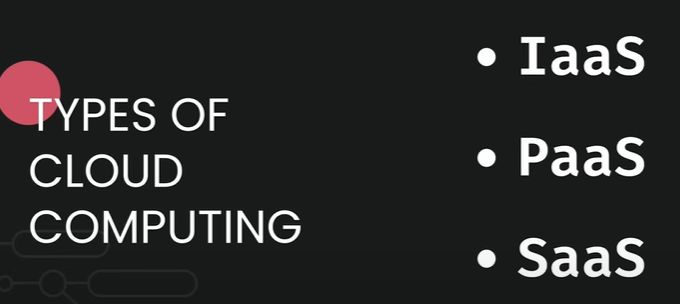 TYPES OF
CLOUD
COMPUTING
• IaaS
• PaaS
• SaaS